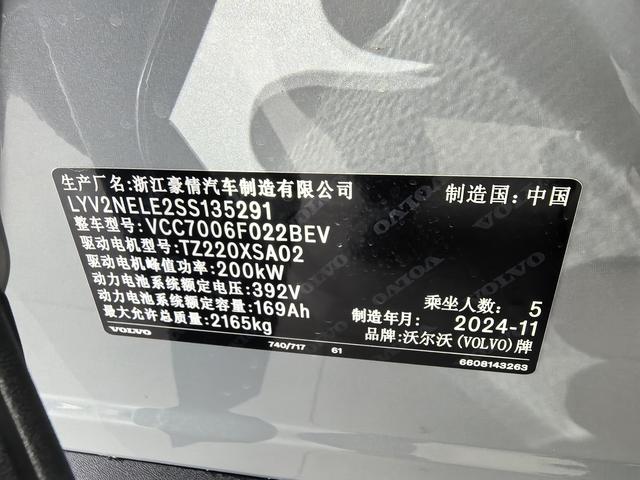 生产厂名:浙江豪情汽车制造有限公司 制造国:中国
LYV2NELE2SS135291
整车型号:VCC7006F022BEV
驱动电机型号:TZ220XSA02
驱动电机峰值功率:200kW
动力电池系统额定电压:392V
动力电池系统额定容量:169Ah 乘坐人数: 5
最大允许总质量:2165kg 制造年月: 2024-11
VOLVO 品牌:沃尔沃(VOLVO)牌
740/717 61 6608143263